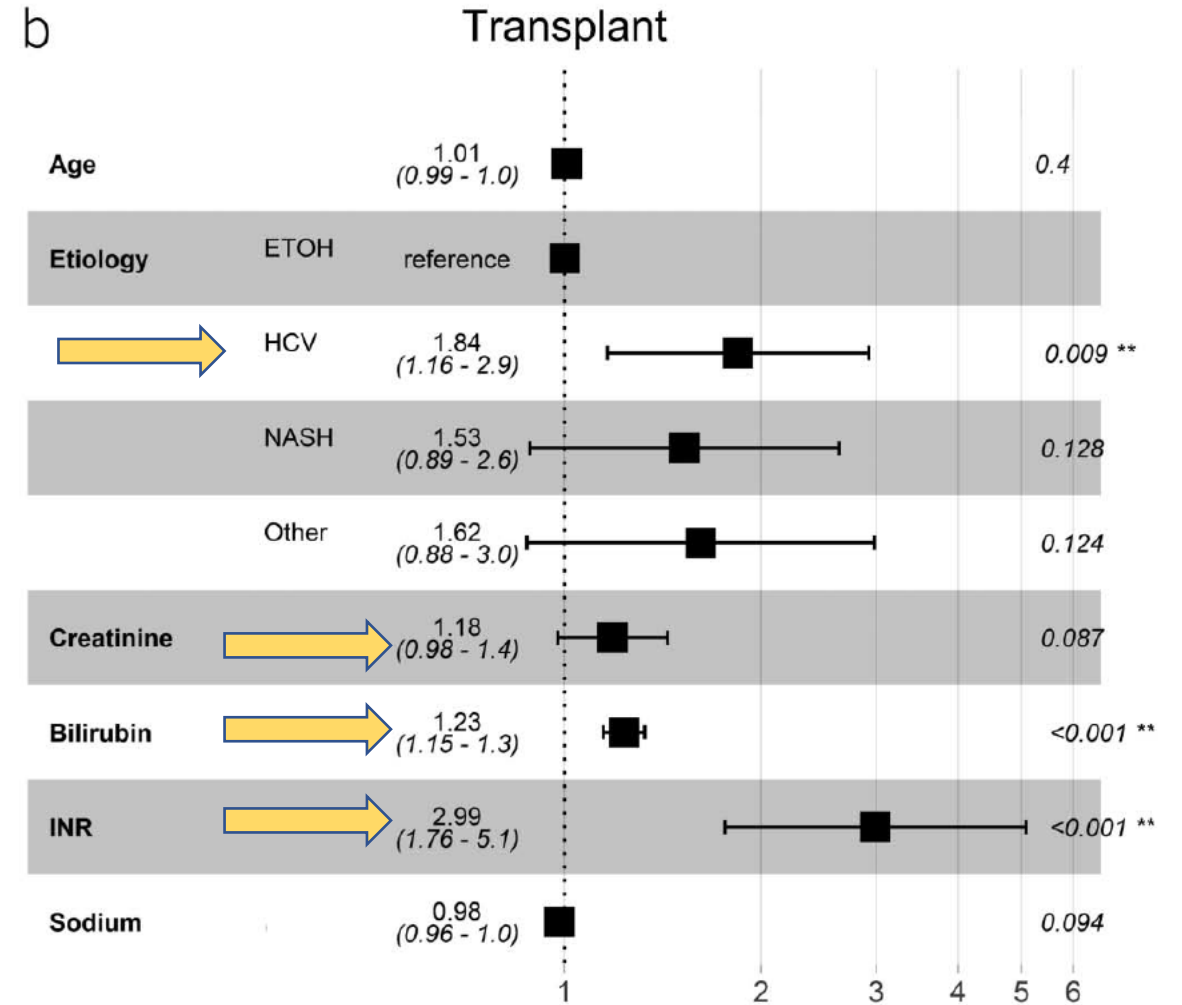 b
Transplant
Age 1.01 0.4
(0.99 - 1.0)
Etiology ETOH reference
HCV 1.84 0.009 **
(1.16 - 2.9)
NASH 1.53 0.128
(0.89 - 2.6)
Other 1.62 0.124
(0.88 - 3.0)
Creatinine 1.18 0.087
(0.98 - 1.4)
Bilirubin 1.23 <0.001 **
(1.15 - 1.3)
INR 2.99 <0.001 **
(1.76 - 5.1)
Sodium 0.98 0.094
(0.96 - 1.0)
1 2 3 4 5 6